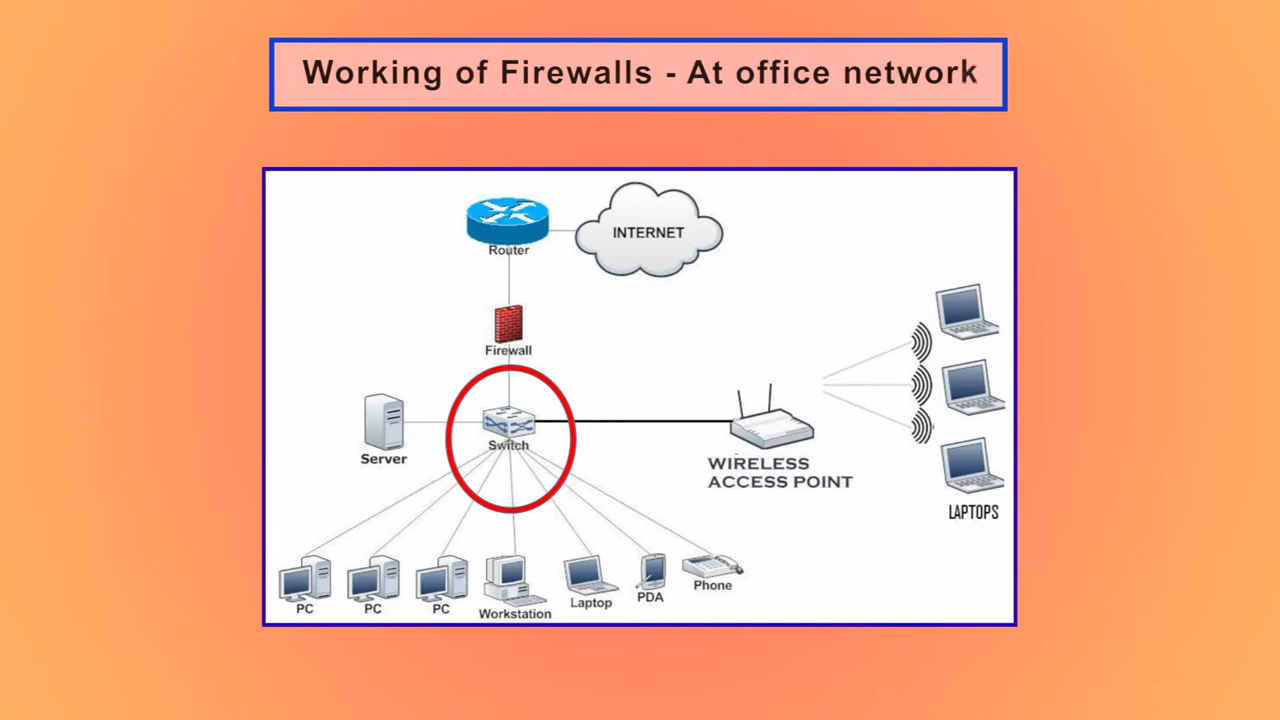 Working of Firewalls - At office network
INTERNET
Router
Firewall
Switch
Server
WIRELESS
ACCESS POINT
LAPTOPS
PC
PC
PC
Workstation
Laptop
PDA
Phone